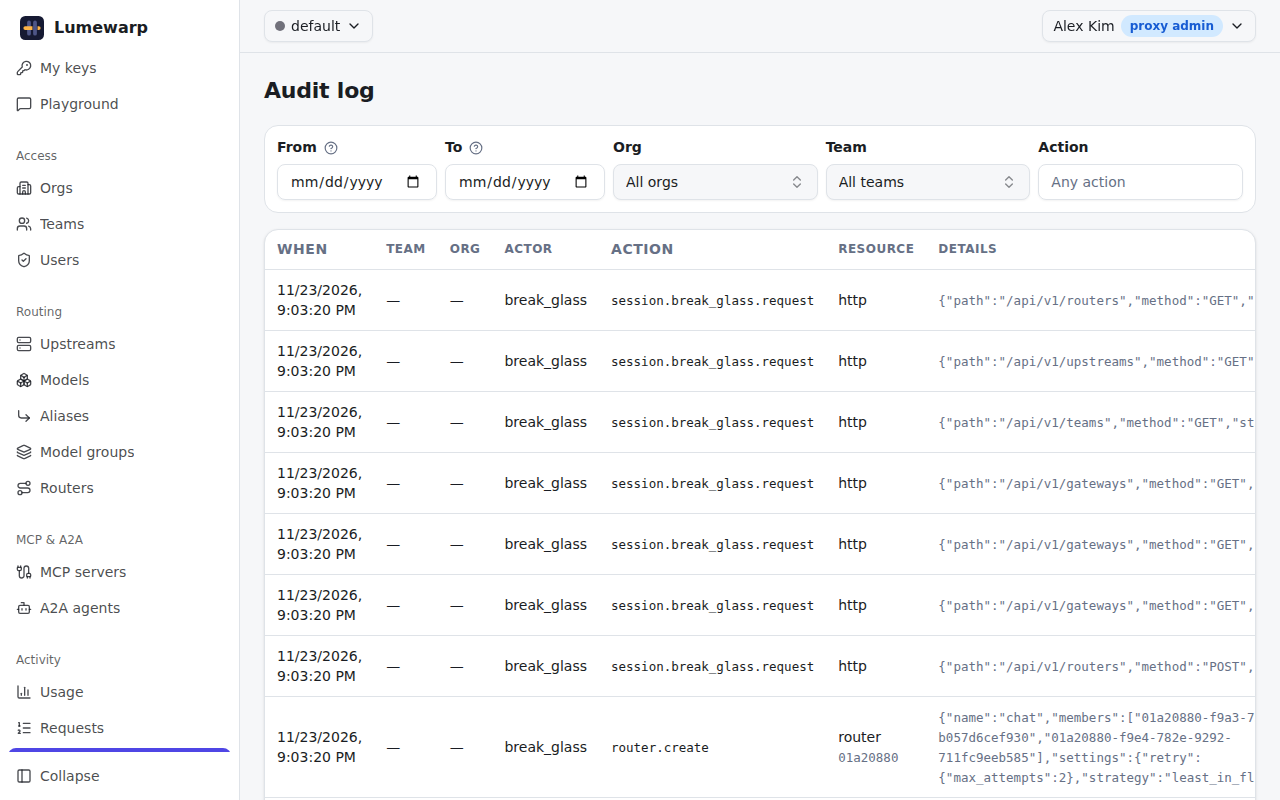 Lumewarp
default
Alex Kim proxy admin
My keys
Playground
Access
Orgs
Teams
Users
Routing
Upstreams
Models
Aliases
Model groups
Routers
MCP & A2A
MCP servers
A2A agents
Activity
Usage
Requests
Collapse
Audit log
From To Org Team Action
mm/dd/yyyy mm/dd/yyyy All orgs All teams Any action
WHEN TEAM ORG ACTOR ACTION RESOURCE DETAILS
11/23/2026, 9:03:20 PM — — break_glass session.break_glass.request http {"path":"/api/v1/routers","method":"GET","
11/23/2026, 9:03:20 PM — — break_glass session.break_glass.request http {"path":"/api/v1/upstreams","method":"GET"
11/23/2026, 9:03:20 PM — — break_glass session.break_glass.request http {"path":"/api/v1/teams","method":"GET","st
11/23/2026, 9:03:20 PM — — break_glass session.break_glass.request http {"path":"/api/v1/gateways","method":"GET",
11/23/2026, 9:03:20 PM — — break_glass session.break_glass.request http {"path":"/api/v1/gateways","method":"GET",
11/23/2026, 9:03:20 PM — — break_glass session.break_glass.request http {"path":"/api/v1/gateways","method":"GET",
11/23/2026, 9:03:20 PM — — break_glass session.break_glass.request http {"path":"/api/v1/routers","method":"POST",
11/23/2026, 9:03:20 PM — — break_glass router.create router 01a20880
{"name":"chat","members":["01a20880-f9a3-7
b057d6cef930","01a20880-f9e4-782e-9292-
711fc9eeb585"],"settings":{"retry":
{"max_attempts":2},"strategy":"least_in_fl